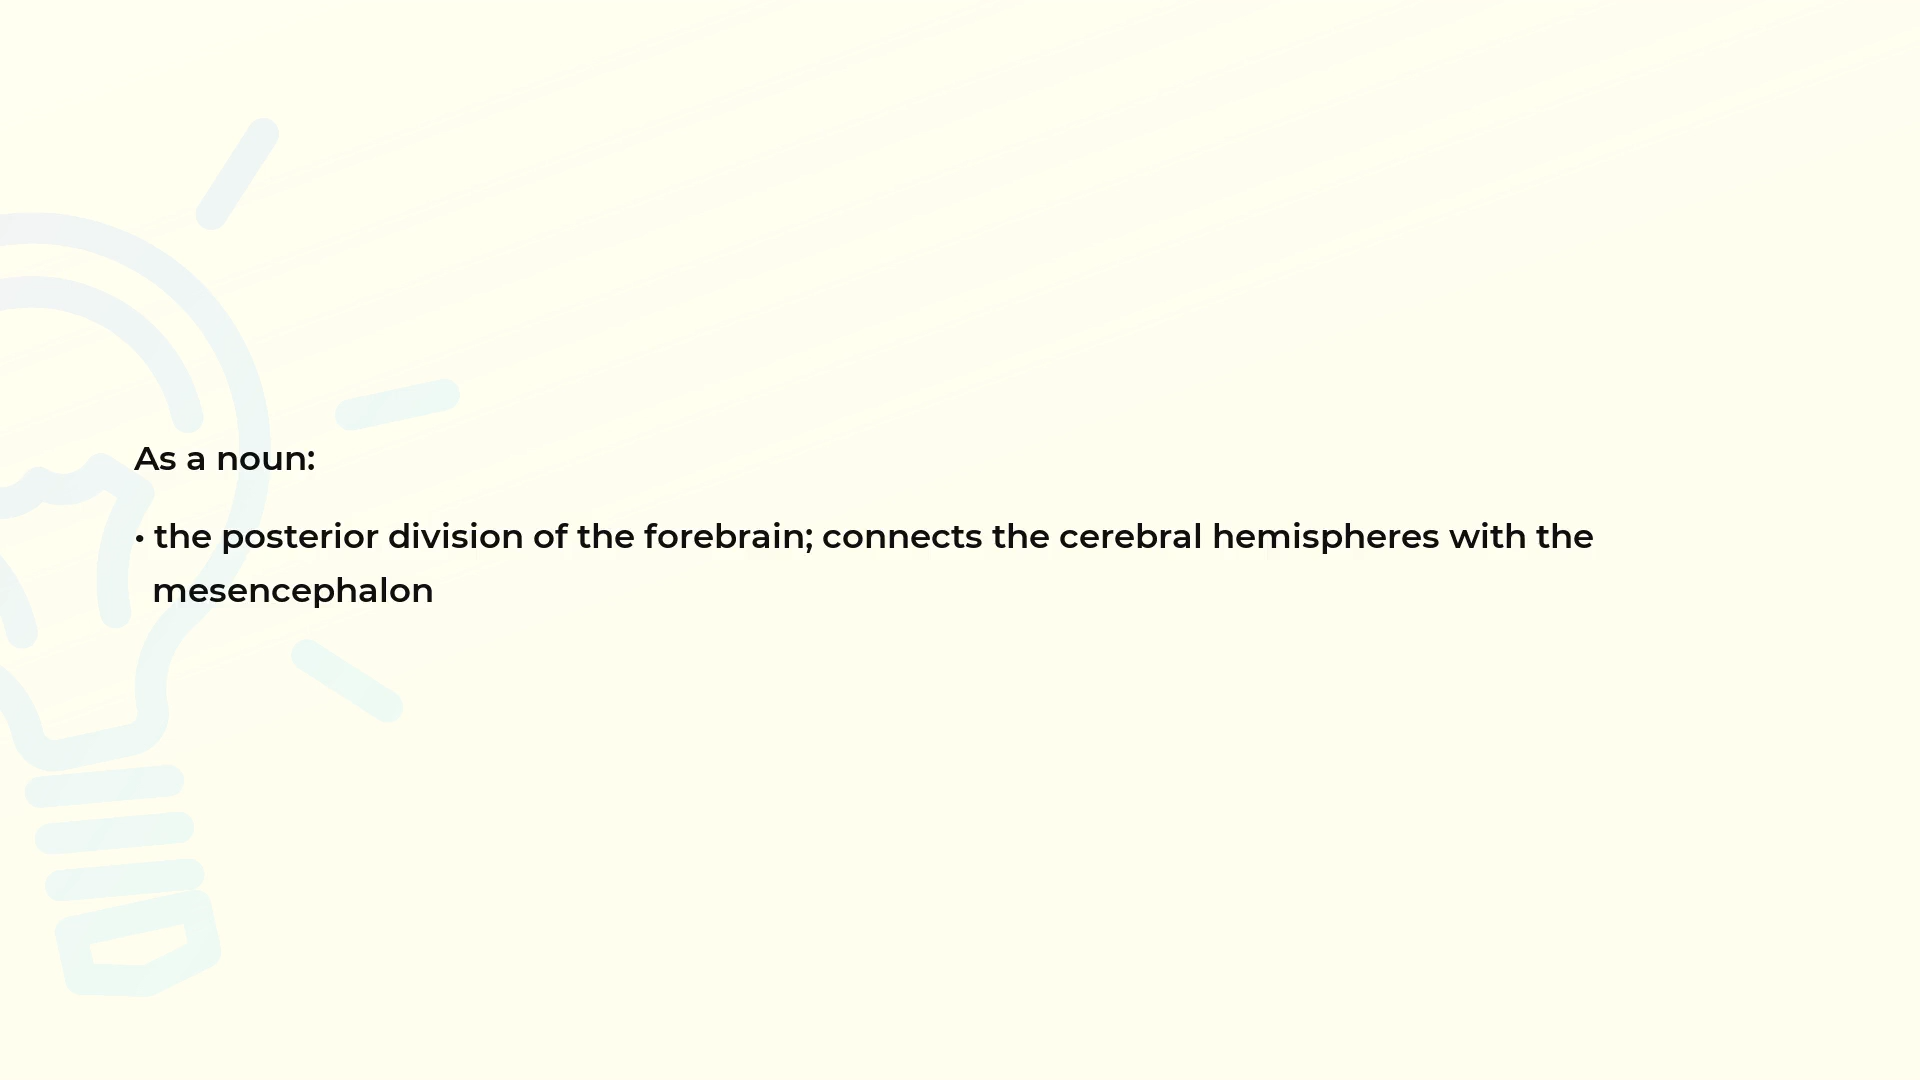 As a noun:
• the posterior division of the forebrain; connects the cerebral hemispheres with the
mesencephalon